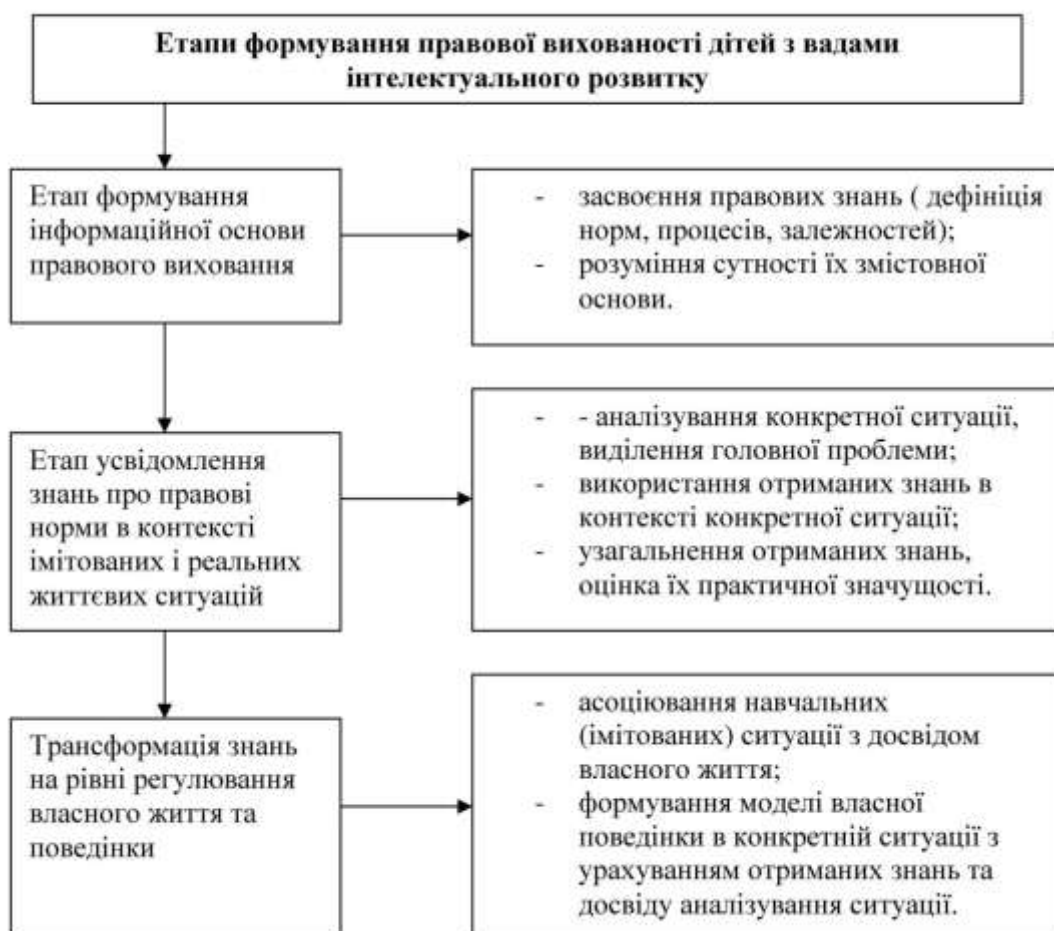 Етапи формування правової вихованості дітей з вадами
інтелектуального розвитку
Етап формування
інформаційної основи
правового виховання
- засвоєння правових знань ( дефініція
норм, процесів, залежностей);
- розуміння сутності їх змістовної
основи.
Етап усвідомлення
знань про правові
норми в контексті
імітованих і реальних
життєвих ситуацій
- - аналізування конкретної ситуації,
виділення головної проблеми;
- використання отриманих знань в
контексті конкретної ситуації;
- узагальнення отриманих знань,
оцінка їх практичної значущості.
Трансформація знань
на рівні регулювання
власного життя та
поведінки
- асоціювання навчальних
(імітованих) ситуації з досвідом
власного життя;
- формування моделі власної
поведінки в конкретній ситуації з
урахуванням отриманих знань та
досвіду аналізування ситуації.